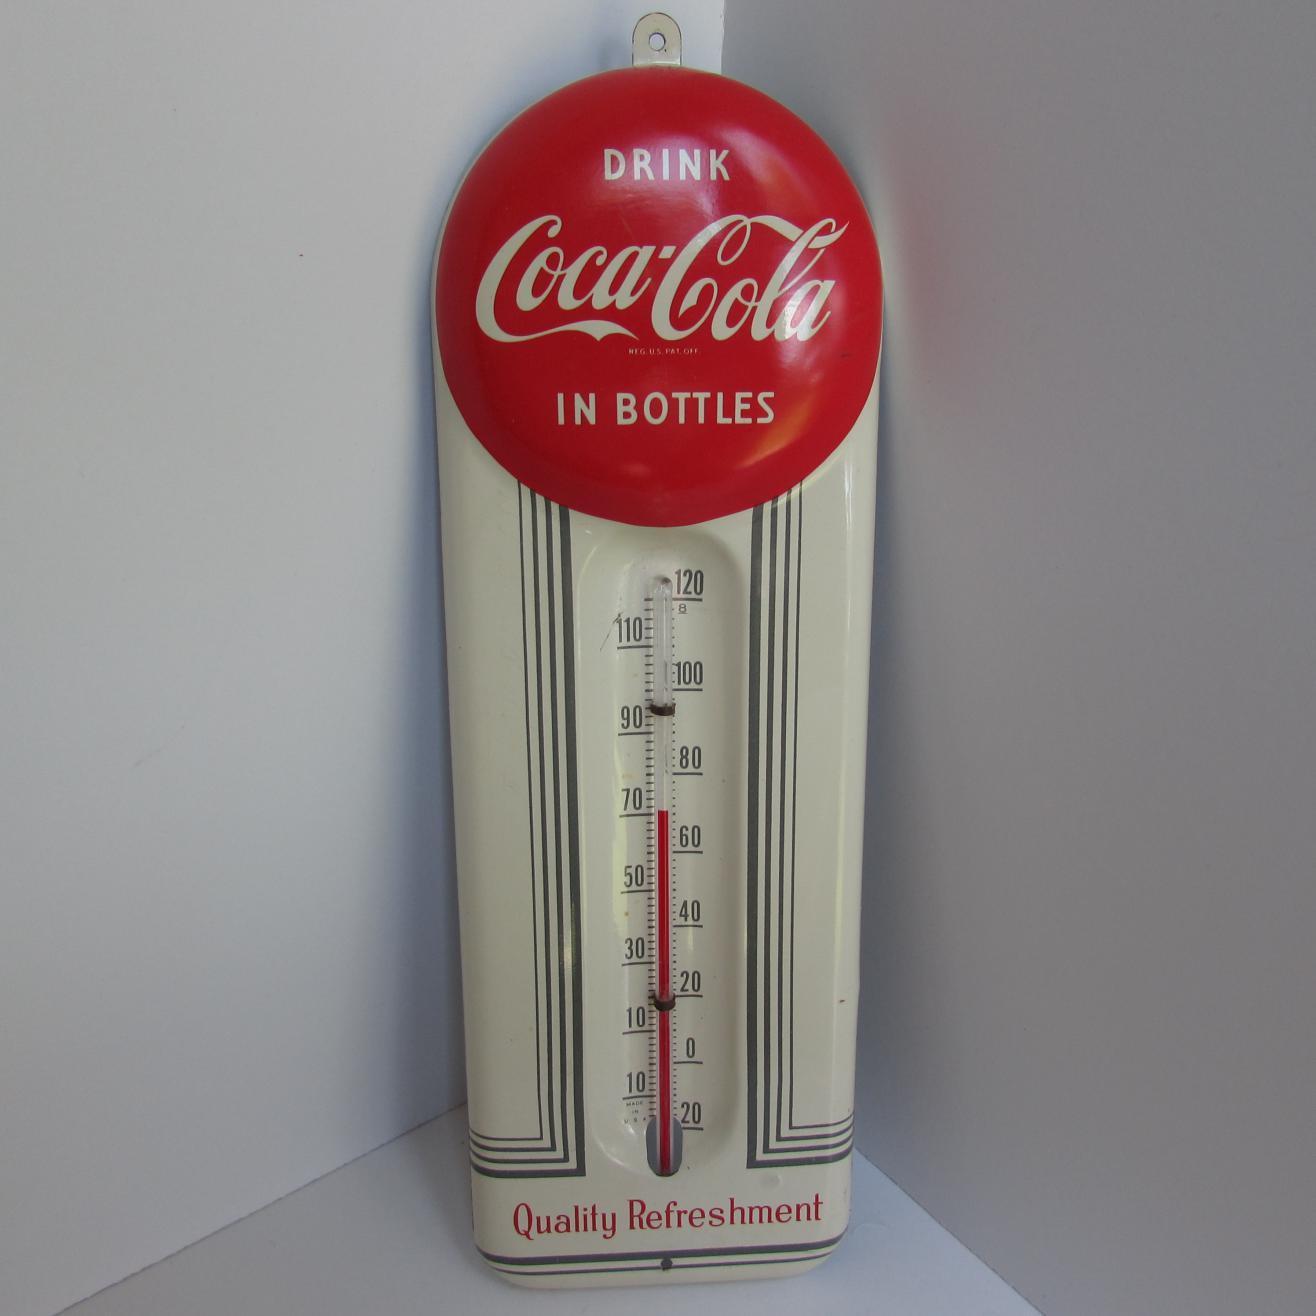 DRINK
Coca-Cola
REG. U.S. PAT. OFF.
IN BOTTLES
120
8
110
100
90
80
70
60
50
40
30
20
10
0
10
MADE
IN
U S A
20
Quality Refreshment